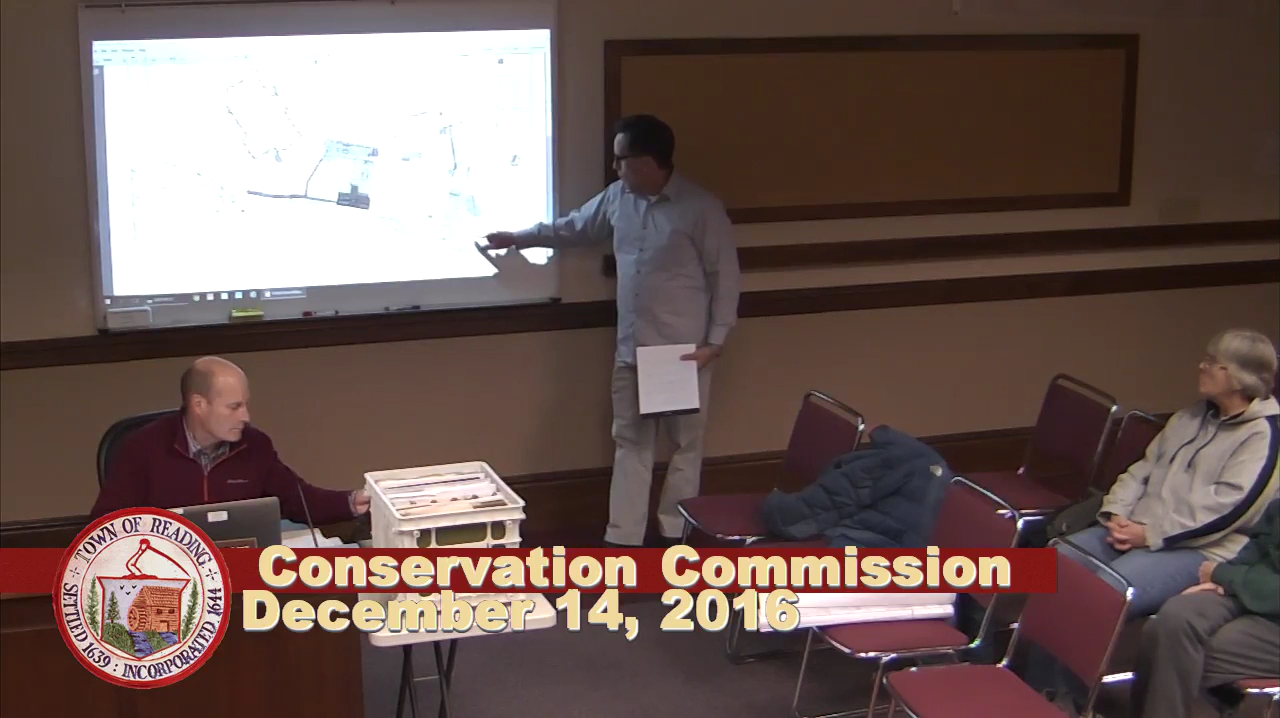 Conservation Commission
December 14, 2016
TOWN OF READING
SETTLED 1639 : INCORPORATED 1644